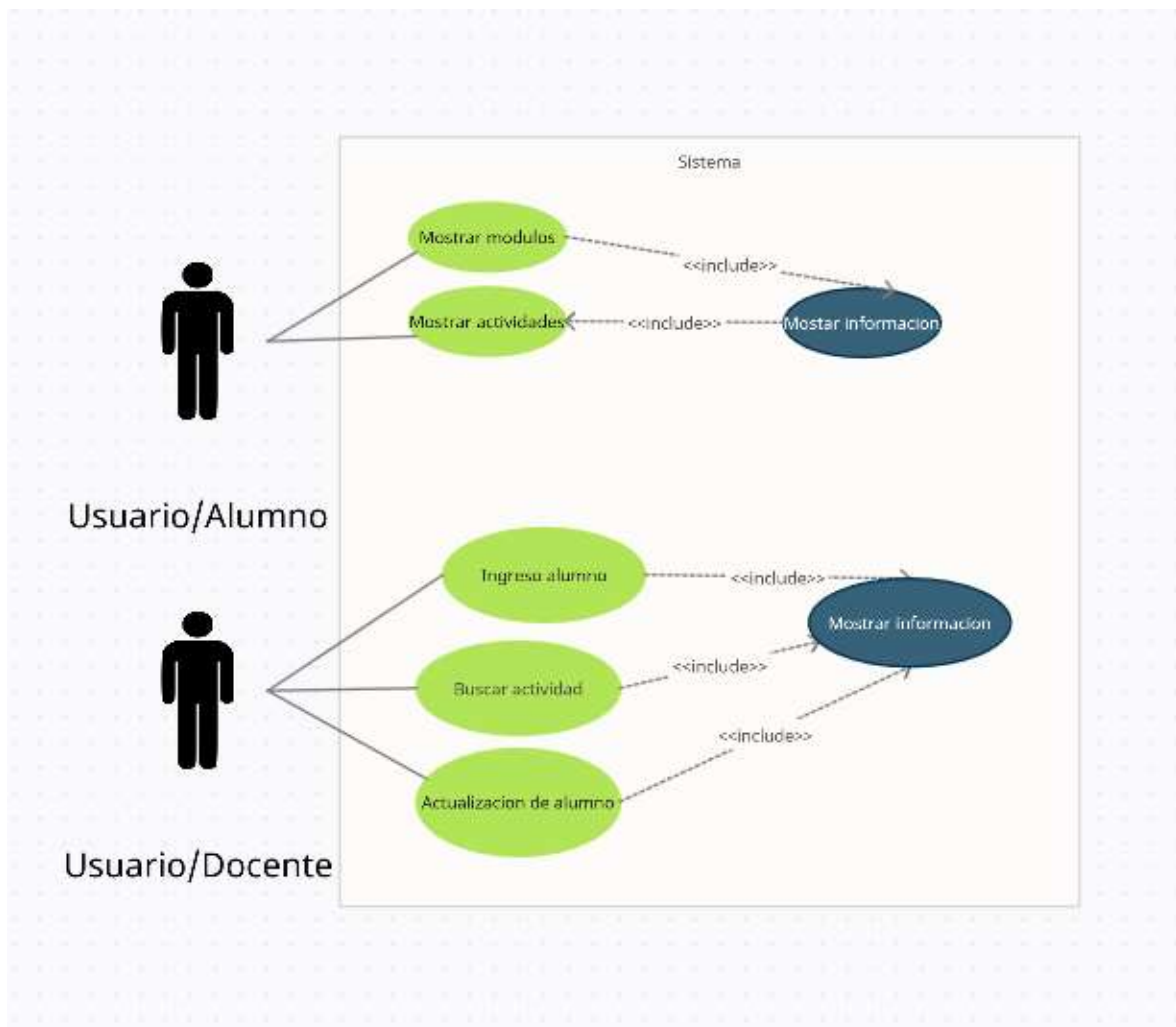 Sistema
Mostrar modulos
<<include>>
Mostrar actividades
<<include>>
Mostar informacion
Usuario/Alumno
Ingreso alumno
<<include>>
Mostrar informacion
Buscar actividad
<<include>>
<<include>>
Actualizacion de alumno
Usuario/Docente